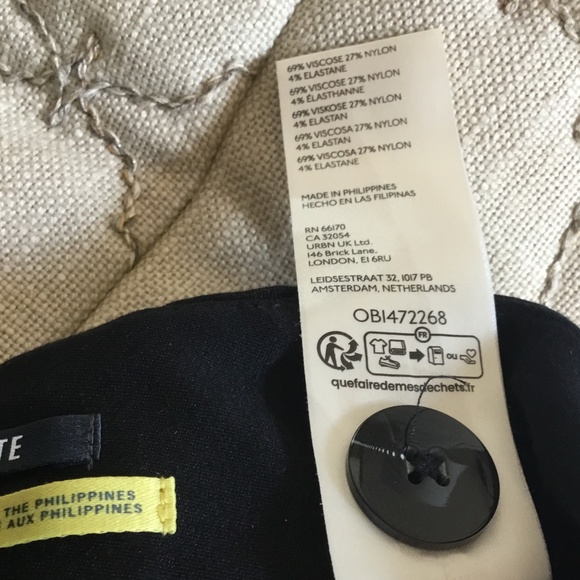 69% VISCOSE 27% NYLON
4% ELASTANE
69% VISCOSE 27% NYLON
4% ÉLASTHANNE
69% VISKOSE 27% NYLON
4% ELASTAN
69% VISCOSA 27% NYLON
4% ELASTAN
69% VISCOSA 27% NYLON
4% ELASTANE
MADE IN PHILIPPINES
HECHO EN LAS FILIPINAS
RN 66170
CA 32054
URBN UK Ltd.
146 Brick Lane,
LONDON, E1 6RU
LEIDSESTRAAT 32, 1017 PB
AMSTERDAM, NETHERLANDS
OB1472268
FR
OU
quefairedemesdechets.fr
TE
THE PHILIPPINES
AUX PHILIPPINES